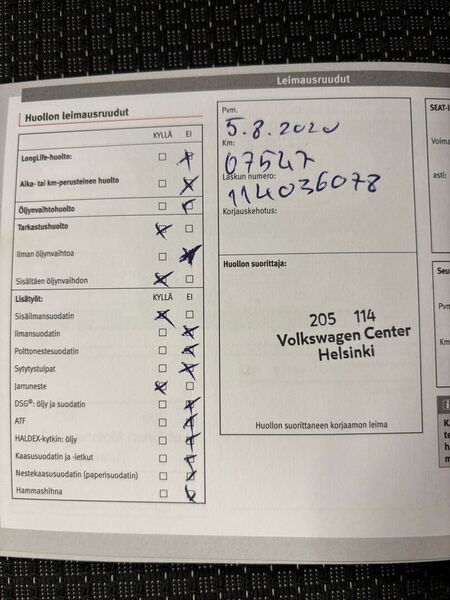 Leimausruudut
Huollon leimausruudut
KYLLÄ EI
LongLife-huolto:
Aika- tai km-perusteinen huolto
Öljynvaihtohuolto
Tarkastushuolto
Ilman öljynvaihtoa
Sisältäen öljynvaihdon
Lisätyöt: KYLLÄ EI
Sisäilmansuodatin
Ilmansuodatin
Polttonestesuodatin
Sytytystulpat
Jarruneste
DSG®: öljy ja suodatin
ATF
HALDEX-kytkin: öljy
Kaasusuodatin ja -letkut
Nestekaasusuodatin (paperisuodatin)
Hammashihna
Pvm.
5.8.2020
Km:
07547
Laskun numero:
114036078
Korjauskehotus:
Huollon suorittaja:
205 114
Volkswagen Center
Helsinki
Huollon suorittaneen korjaamon leima
SEAT-
Voima
asti:
Seu
Pvm
Km
i